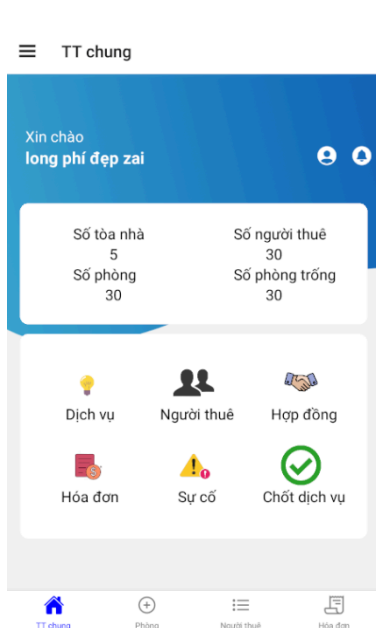 TT chung
Xin chào
long phí đẹp zai
Số tòa nhà
5
Số phòng
30
Số người thuê
30
Số phòng trống
30
Dịch vụ
Người thuê
Hợp đồng
Hóa đơn
Sự cố
Chốt dịch vụ
TT chung
Phòng
Người thuê
Hóa đơn